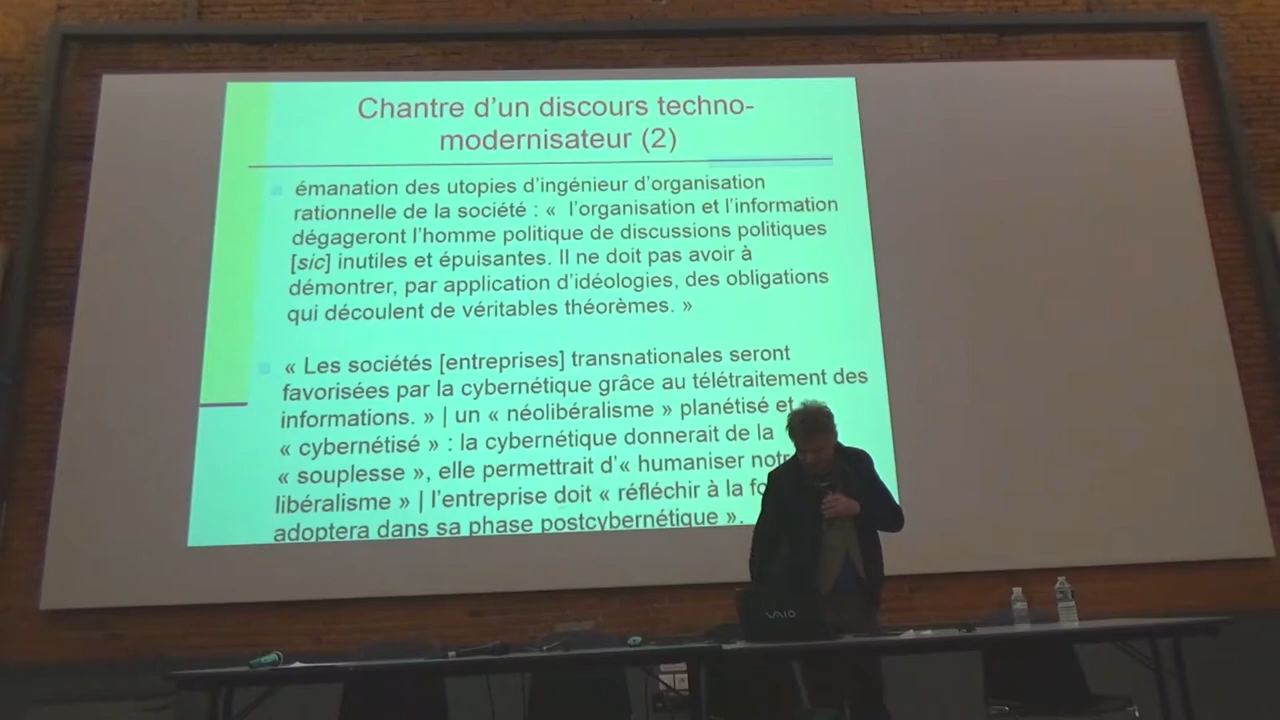 Chantre d'un discours techno-
modernisateur (2)
émanation des utopies d'ingénieur d'organisation
rationnelle de la société : « l'organisation et l'information
dégageront l'homme politique de discussions politiques
[sic] inutiles et épuisantes. Il ne doit pas avoir à
démontrer, par application d'idéologies, des obligations
qui découlent de véritables théorèmes. »
« Les sociétés [entreprises] transnationales seront
favorisées par la cybernétique grâce au télétraitement des
informations. » | un « néolibéralisme » planétisé et
« cybernétisé » : la cybernétique donnerait de la
« souplesse », elle permettrait d'« humaniser
libéralisme » | l'entreprise doit « réfléchir à la
adoptera dans sa phase postcybernétique ».
VAIO